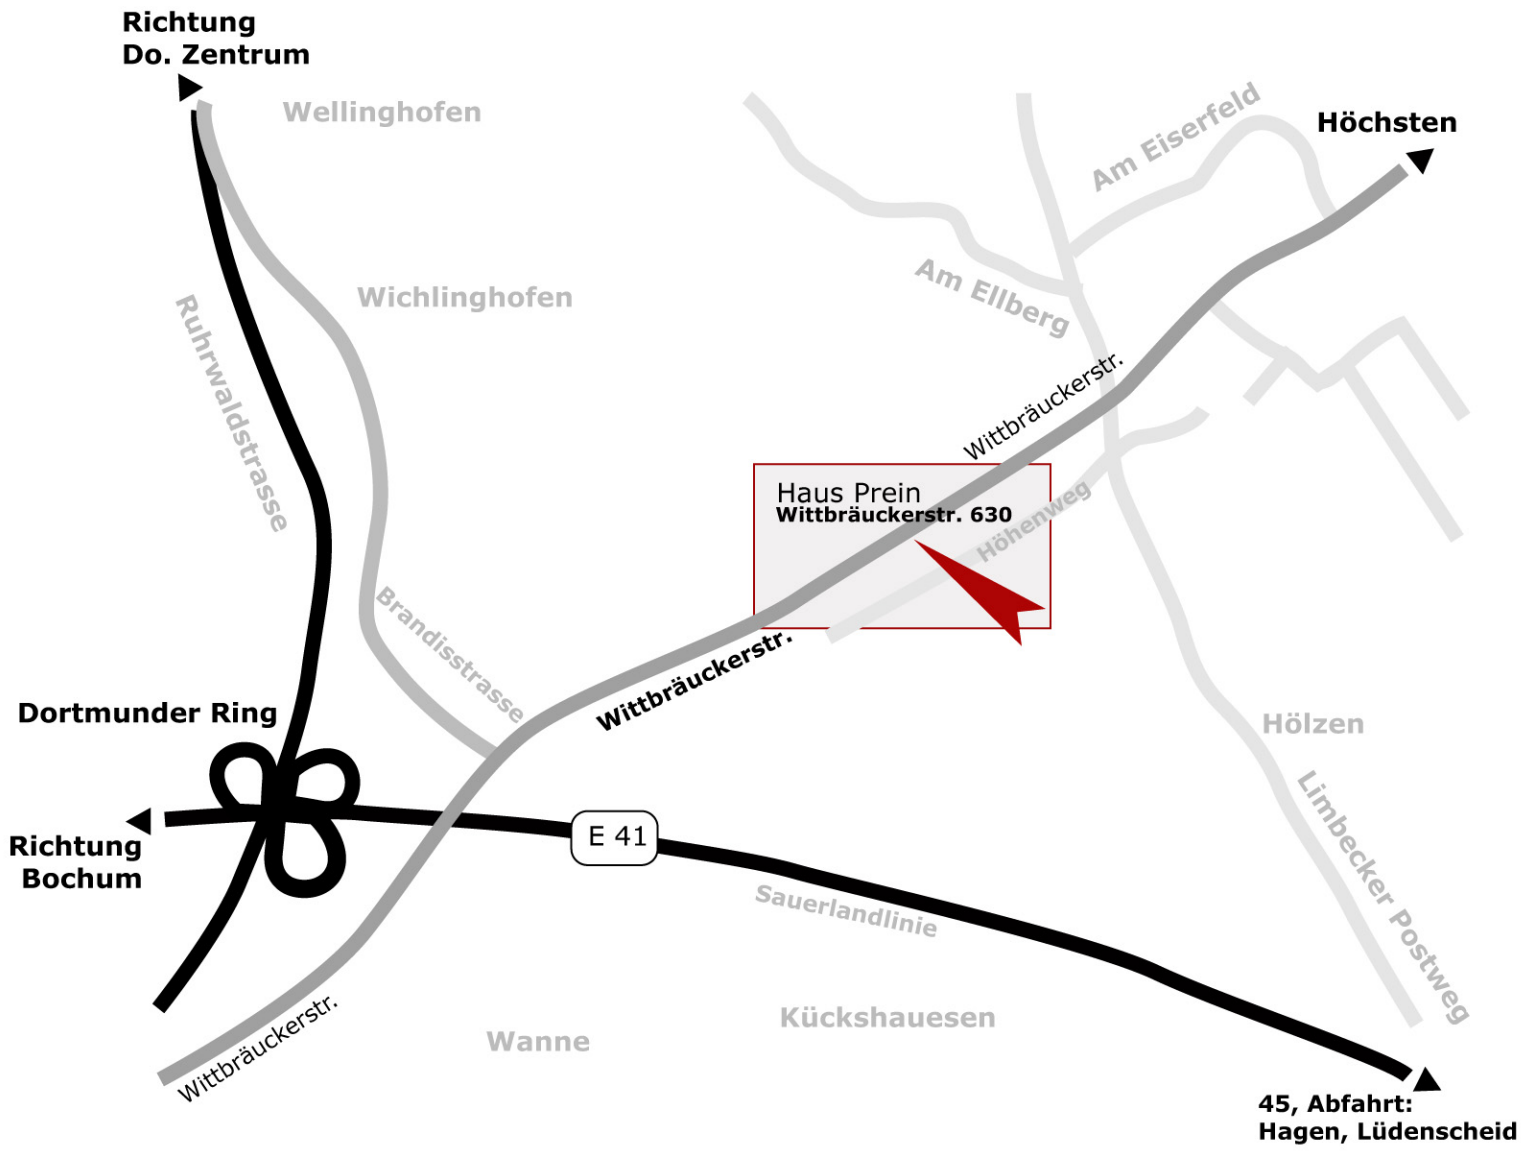 Richtung
Do. Zentrum
Wellinghofen
Am Eiserfeld
Höchsten
Wichlinghofen
Am Ellberg
Ruhrwaldstrasse
Wittbräuckerstr.
Haus Prein
Wittbräuckerstr. 630
Höhenweg
Brandisstrasse
Wittbräuckerstr.
Dortmunder Ring
Hölzen
Limbecker Postweg
Richtung
Bochum
E 41
Sauerlandlinie
Kückshauesen
Wanne
Wittbräuckerstr.
45, Abfahrt:
Hagen, Lüdenscheid